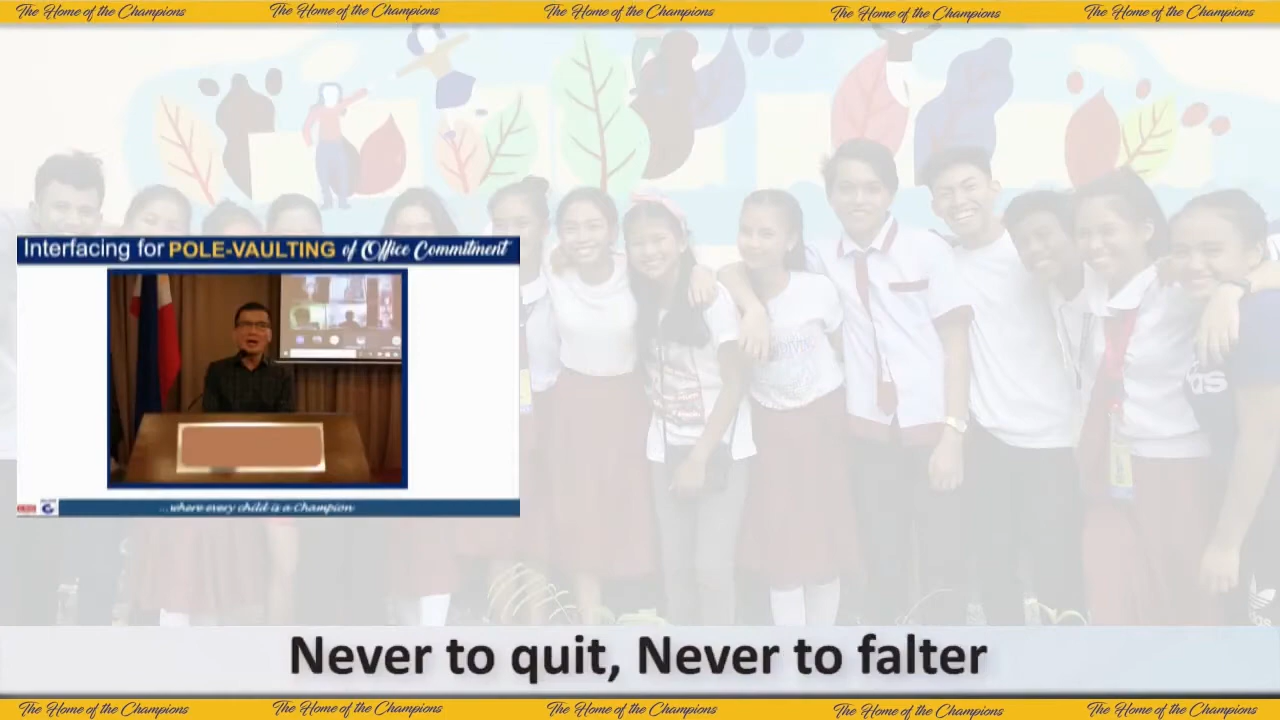 The Home of the Champions The Home of the Champions The Home of the Champions The Home of the Champions The Home of the Champions
Interfacing for POLE-VAULTING of Office Commitment
...where every child is a Champion
Never to quit, Never to falter
The Home of the Champions The Home of the Champions The Home of the Champions The Home of the Champions The Home of the Champions